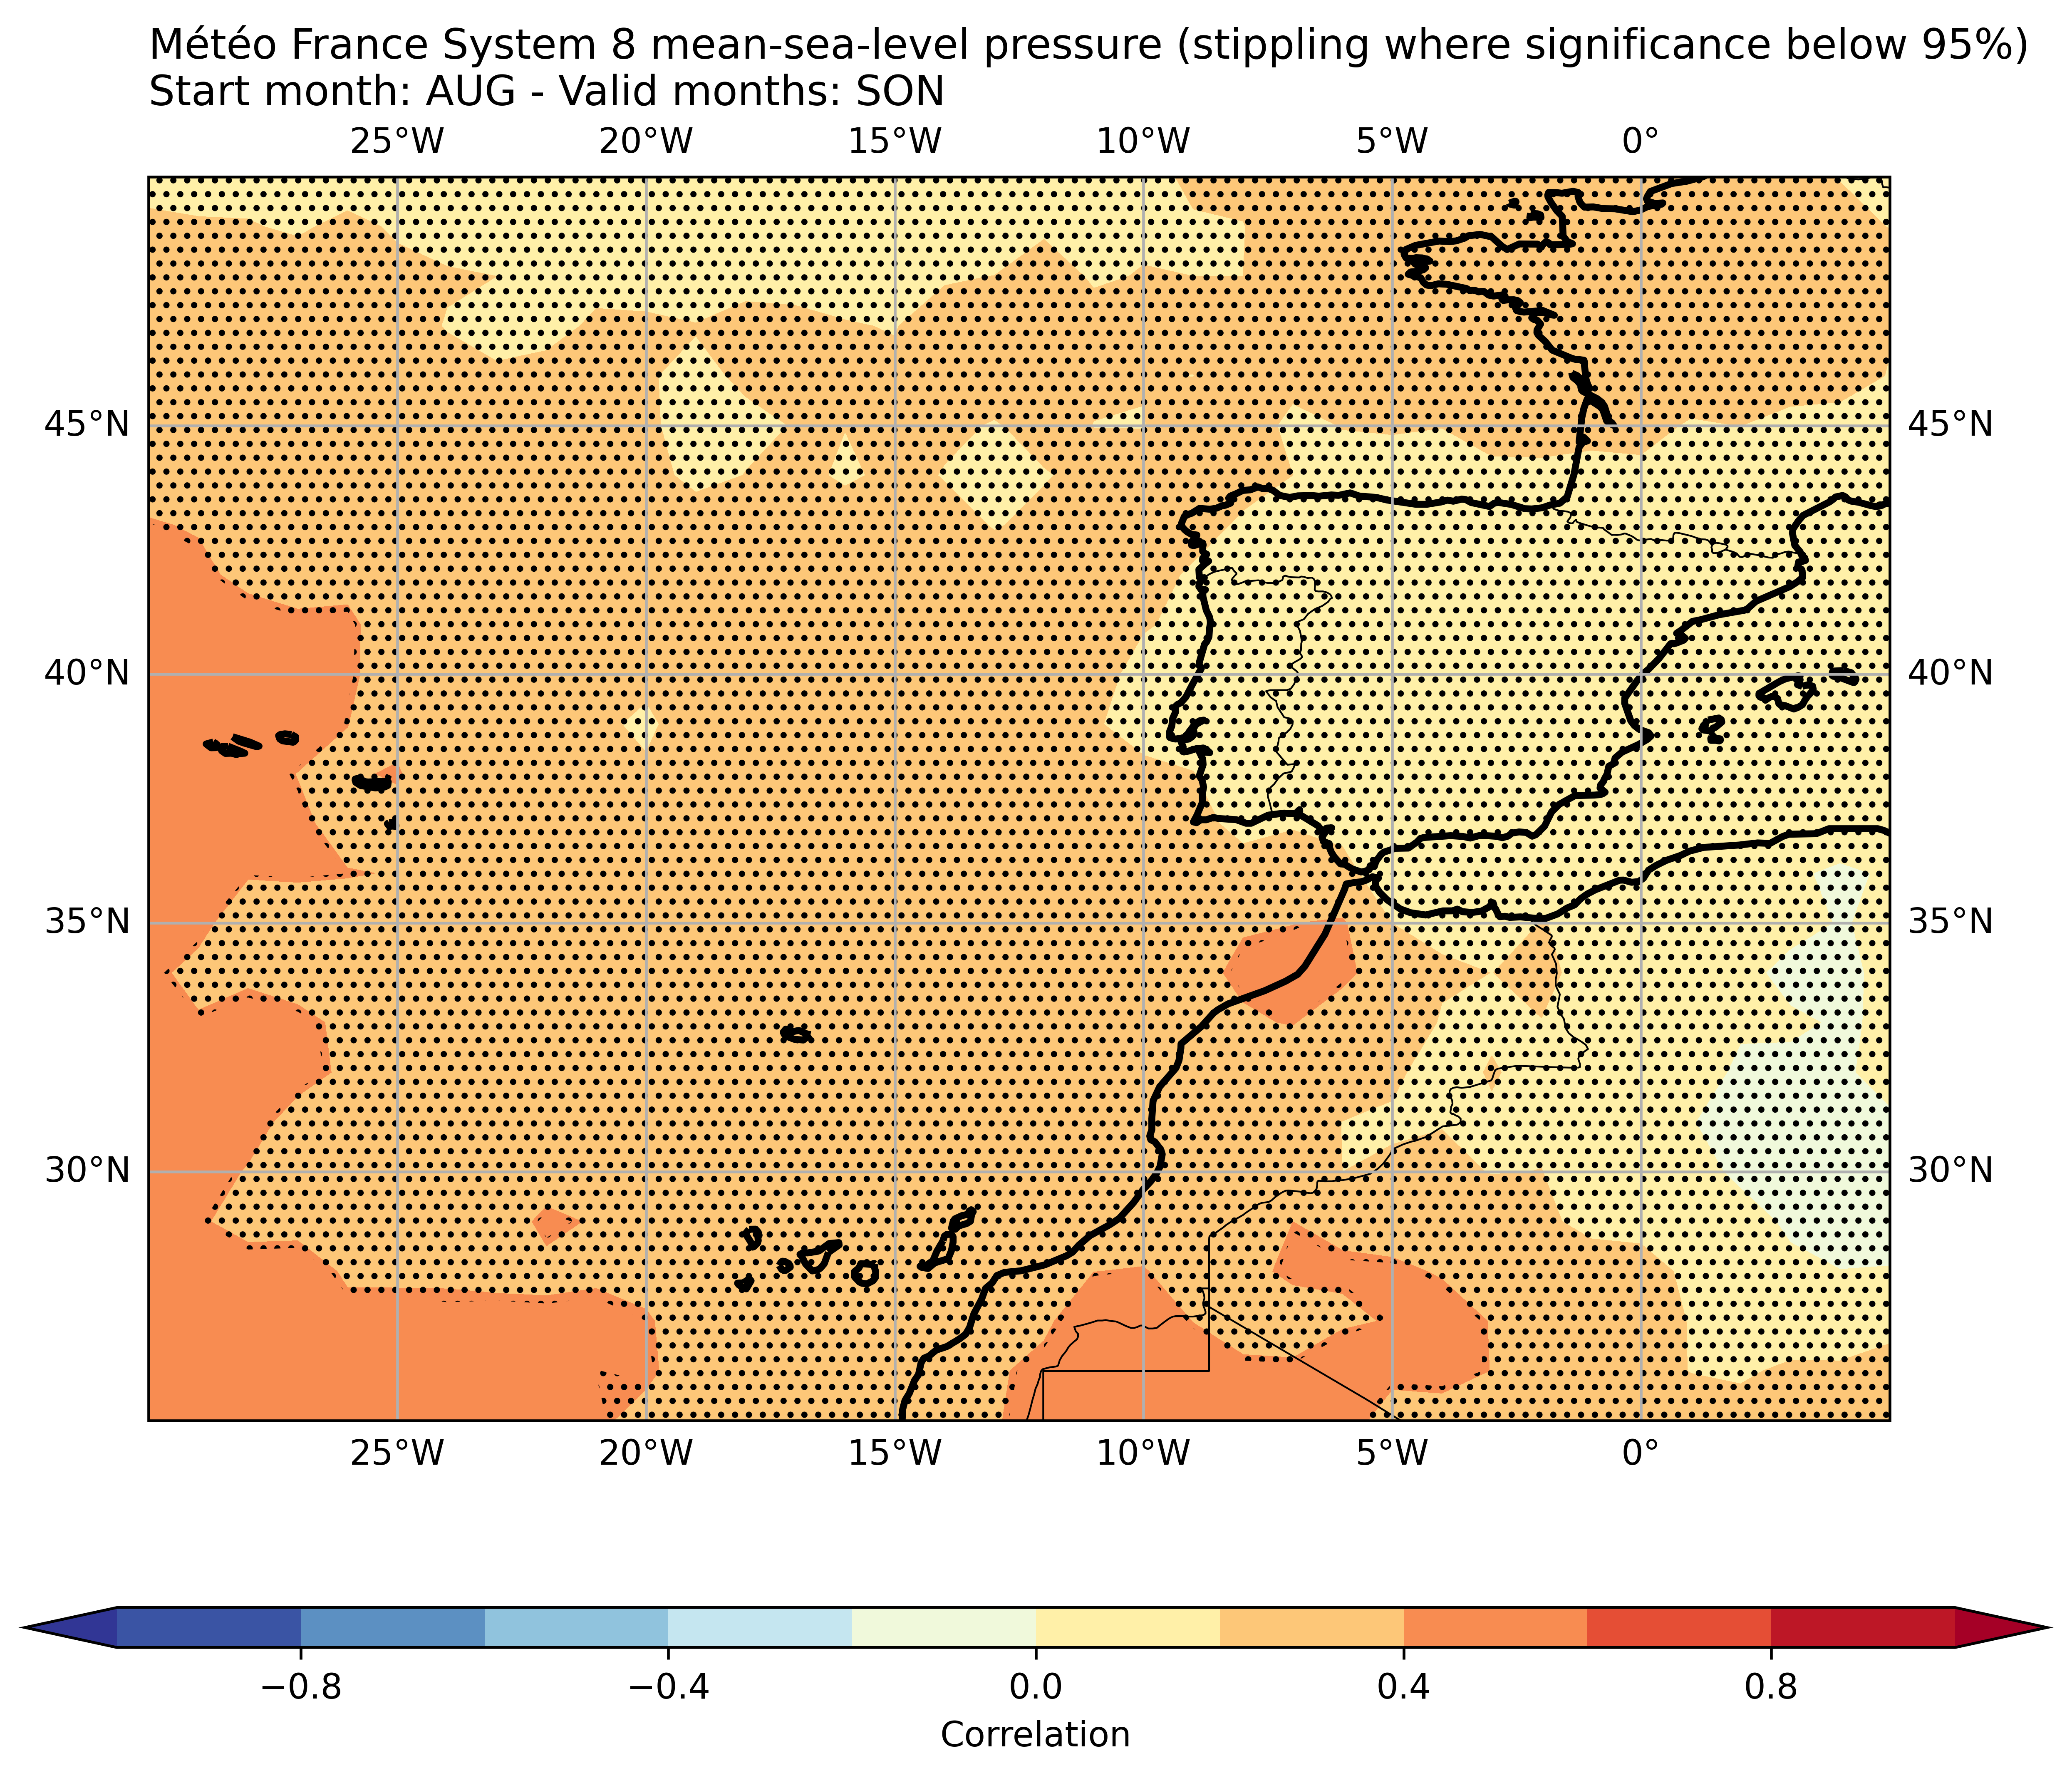 Météo France System 8 mean-sea-level pressure (stippling where significance below 95%)
Start month: AUG - Valid months: SON
25°W 20°W 15°W 10°W 5°W 0°
45°N 45°N
40°N 40°N
35°N 35°N
30°N 30°N
25°W 20°W 15°W 10°W 5°W 0°
−0.8 −0.4 0.0 0.4 0.8
Correlation